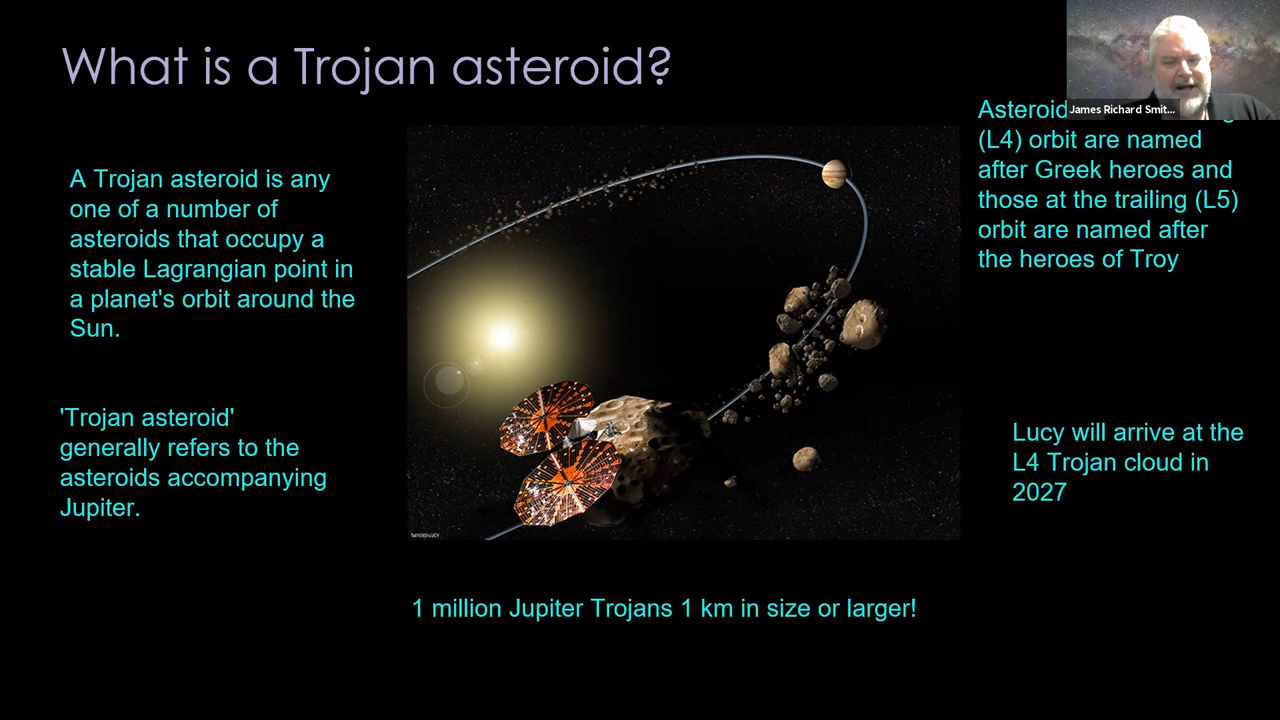 What is a Trojan asteroid?
James Richard Smit...
A Trojan asteroid is any
one of a number of
asteroids that occupy a
stable Lagrangian point in
a planet's orbit around the
Sun.
'Trojan asteroid'
generally refers to the
asteroids accompanying
Jupiter.
Asteroid
(L4) orbit are named
after Greek heroes and
those at the trailing (L5)
orbit are named after
the heroes of Troy
Lucy will arrive at the
L4 Trojan cloud in
2027
1 million Jupiter Trojans 1 km in size or larger!